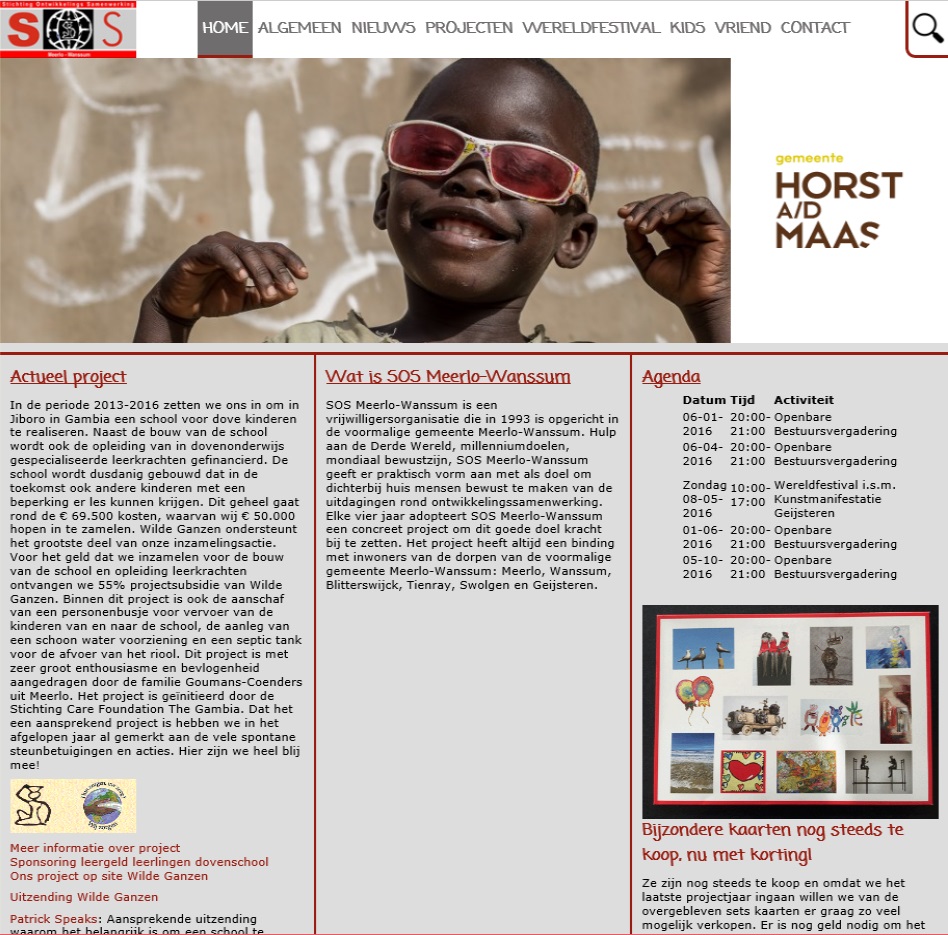 Stichting Ontwikkelings Samenwerking
SOS
Meerlo - Wanssum
HOME ALGEMEEN NIEUWS PROJECTEN WERELDFESTIVAL KIDS VRIEND CONTACT
gemeente
HORST
A/D
MAAS
Actueel project
In de periode 2013-2016 zetten we ons in om in
Jiboro in Gambia een school voor dove kinderen
te realiseren. Naast de bouw van de school
wordt ook de opleiding van in dovenonderwijs
gespecialiseerde leerkrachten gefinancierd. De
school wordt dusdanig gebouwd dat in de
toekomst ook andere kinderen met een
beperking er les kunnen krijgen. Dit geheel gaat
rond de € 69.500 kosten, waarvan wij € 50.000
hopen in te zamelen. Wilde Ganzen ondersteunt
het grootste deel van onze inzamelingsactie.
Voor het geld dat we inzamelen voor de bouw
van de school en opleiding leerkrachten
ontvangen we 55% projectsubsidie van Wilde
Ganzen. Binnen dit project is ook de aanschaf
van een personenbusje voor vervoer van de
kinderen van en naar de school, de aanleg van
een schoon water voorziening en een septic tank
voor de afvoer van het riool. Dit project is met
zeer groot enthousiasme en bevlogenheid
aangedragen door de familie Goumans-Coenders
uit Meerlo. Het project is geïnitieerd door de
Stichting Care Foundation The Gambia. Dat het
een aansprekend project is hebben we in het
afgelopen jaar al gemerkt aan de vele spontane
steunbetuigingen en acties. Hier zijn we heel blij
mee!
Meer informatie over project
Sponsoring leergeld leerlingen dovenschool
Ons project op site Wilde Ganzen
Uitzending Wilde Ganzen
Patrick Speaks: Aansprekende uitzending
waarom het belangrijk is om een school te
Wat is SOS Meerlo-Wanssum
SOS Meerlo-Wanssum is een
vrijwilligersorganisatie die in 1993 is opgericht in
de voormalige gemeente Meerlo-Wanssum. Hulp
aan de Derde Wereld, millenniumdoelen,
mondiaal bewustzijn, SOS Meerlo-Wanssum
geeft er praktisch vorm aan met als doel om
dichterbij huis mensen bewust te maken van de
uitdagingen rond ontwikkelingssamenwerking.
Elke vier jaar adopteert SOS Meerlo-Wanssum
een concreet project om dit goede doel kracht
bij te zetten. Het project heeft altijd een binding
met inwoners van de dorpen van de voormalige
gemeente Meerlo-Wanssum: Meerlo, Wanssum,
Blitterswijck, Tienray, Swolgen en Geijsteren.
Agenda
Datum Tijd Activiteit
06-01- 20:00- Openbare
2016 21:00 Bestuursvergadering
06-04- 20:00- Openbare
2016 21:00 Bestuursvergadering
Zondag 10:00- Wereldfestival i.s.m.
08-05- 17:00 Kunstmanifestatie
2016 Geijsteren
01-06- 20:00- Openbare
2016 21:00 Bestuursvergadering
05-10- 20:00- Openbare
2016 21:00 Bestuursvergadering
Bijzondere kaarten nog steeds te
koop, nu met korting!
Ze zijn nog steeds te koop en omdat we het
laatste projectjaar ingaan willen we van de
overgebleven sets kaarten er graag zo veel
mogelijk verkopen. Er is nog geld nodig om het